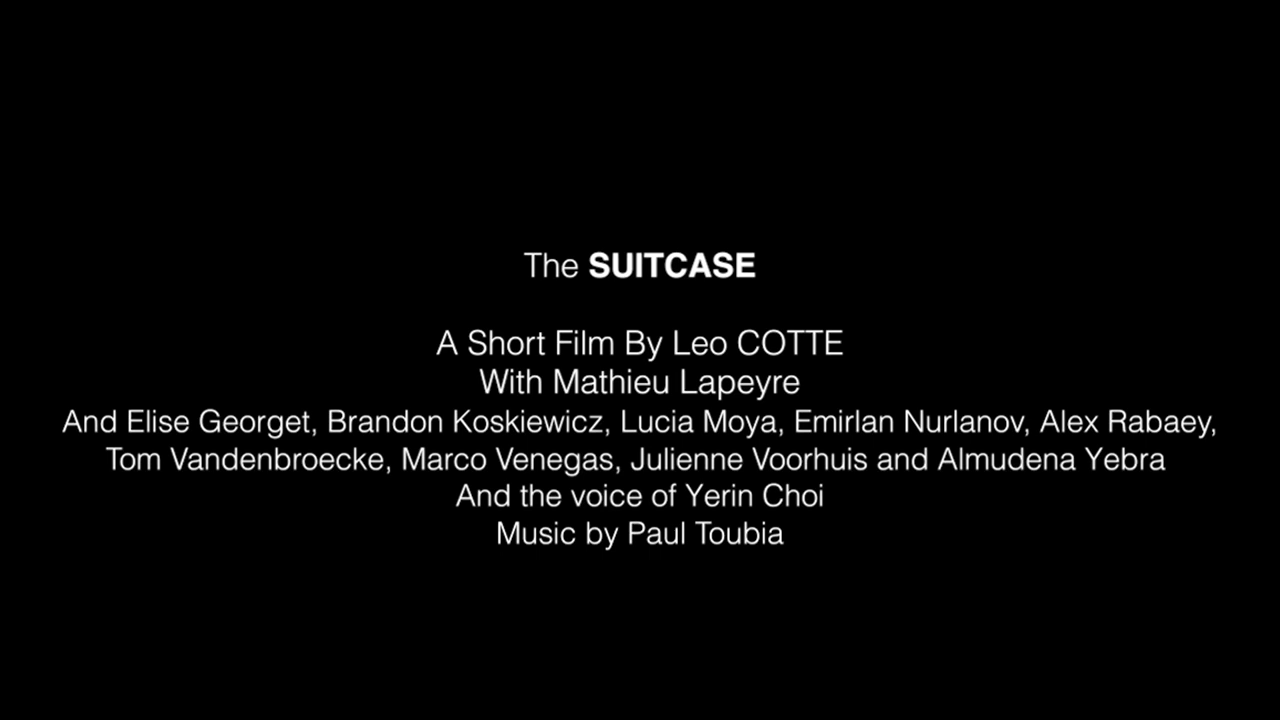 The SUITCASE
A Short Film By Leo COTTE
With Mathieu Lapeyre
And Elise Georget, Brandon Koskiewicz, Lucia Moya, Emirlan Nurlanov, Alex Rabaey,
Tom Vandenbroecke, Marco Venegas, Julienne Voorhuis and Almudena Yebra
And the voice of Yerin Choi
Music by Paul Toubia